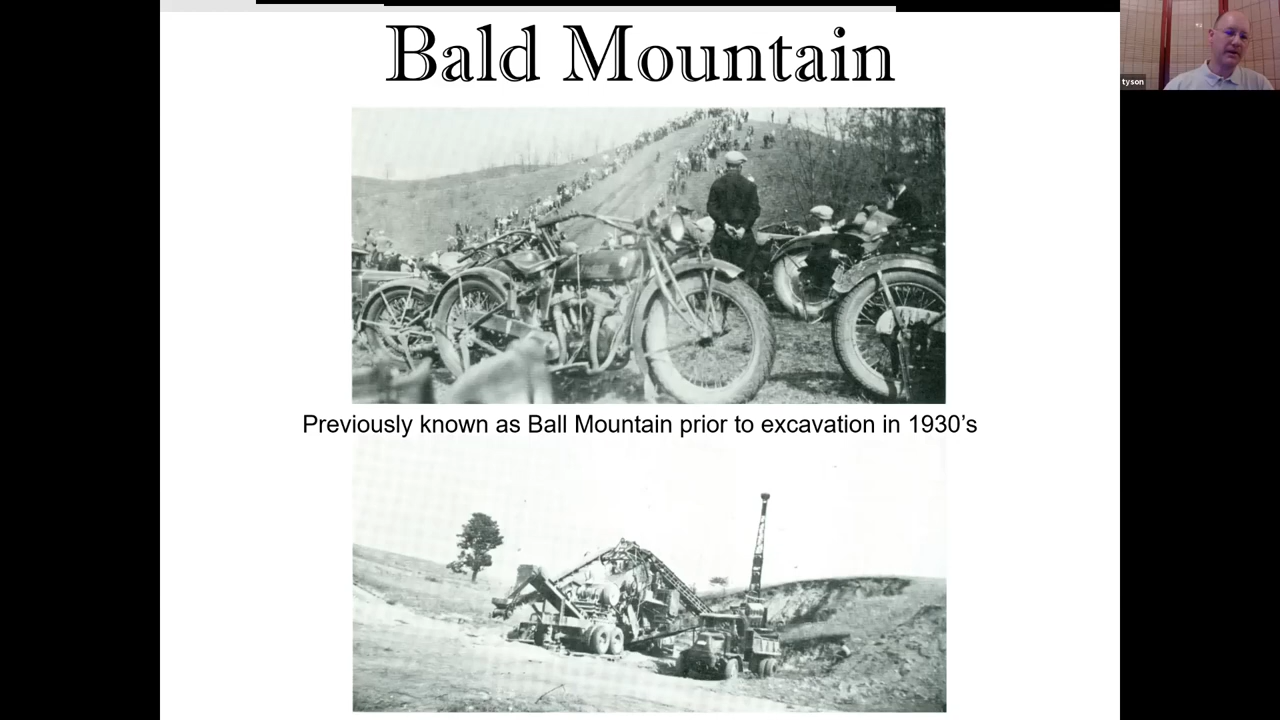 Bald Mountain
tyson
Previously known as Ball Mountain prior to excavation in 1930’s